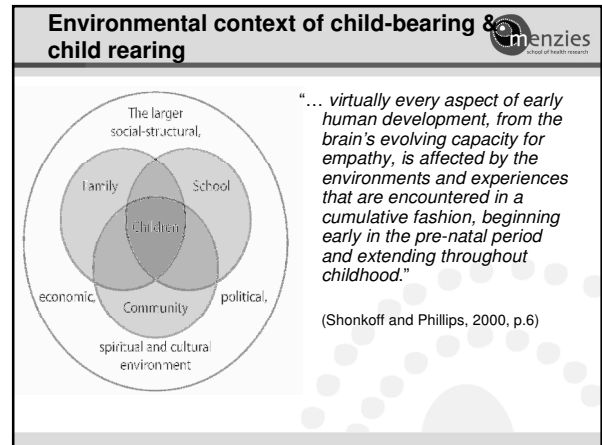 Environmental context of child-bearing &
child rearing
menzies
school of health research
The larger
social-structural,
Family
School
Children
economic,
Community
political,
spiritual and cultural
environment
“… virtually every aspect of early
human development, from the
brain’s evolving capacity for
empathy, is affected by the
environments and experiences
that are encountered in a
cumulative fashion, beginning
early in the pre-natal period
and extending throughout
childhood.”
(Shonkoff and Phillips, 2000, p.6)